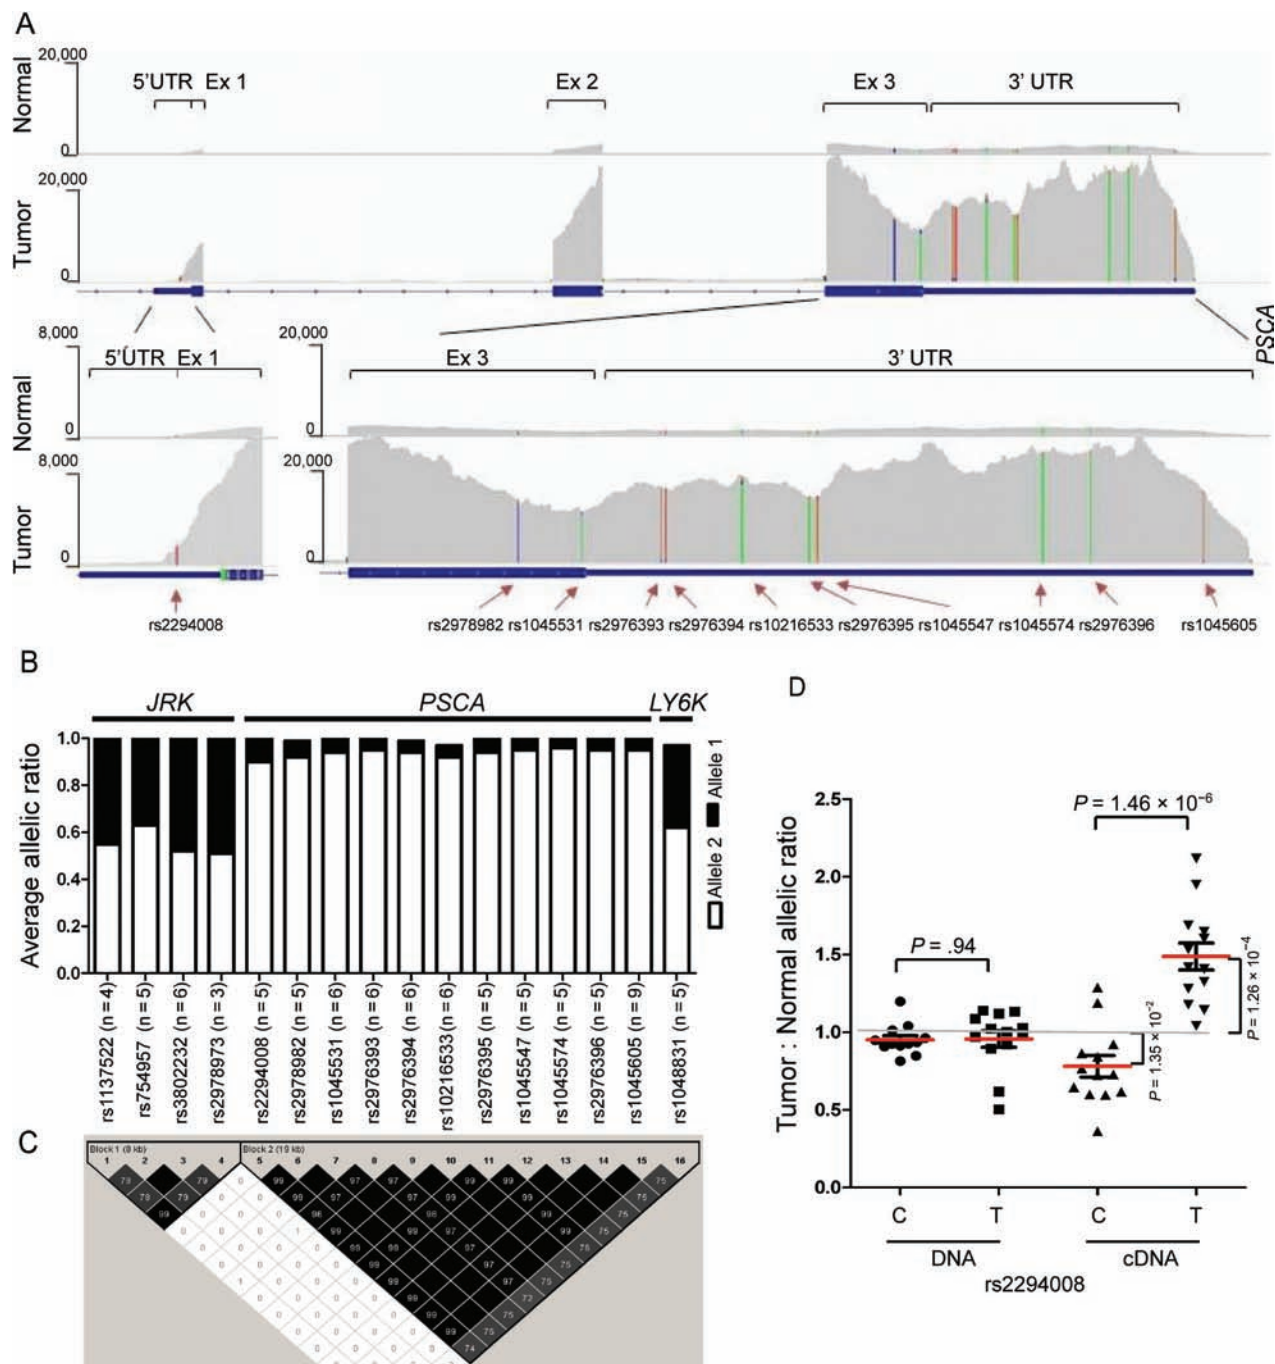 A
Normal
20,000
0
5'UTR Ex 1
Ex 2
Ex 3
3' UTR
Tumor
20,000
0
PSCA
Normal
8,000
0
5'UTR Ex 1
20,000
0
Ex 3
3' UTR
Tumor
8,000
0
20,000
0
rs2294008
rs2978982 rs1045531 rs2976393 rs2976394 rs10216533 rs2976395 rs1045547 rs1045574 rs2976396 rs1045605
B
JRK PSCA LY6K
Average allelic ratio
1.0
0.8
0.6
0.4
0.2
0.0
Allele 2 Allele 1
rs1137522 (n = 4)
rs7549957 (n = 5)
rs3802232 (n = 6)
rs2978973 (n = 3)
rs2294008 (n = 5)
rs2978982 (n = 5)
rs1045531 (n = 6)
rs2976393 (n = 6)
rs2976394 (n = 6)
rs10216533 (n = 5)
rs2976395 (n = 5)
rs1045547 (n = 5)
rs1045574 (n = 5)
rs2976396 (n = 5)
rs1045605 (n = 9)
rs1048831 (n = 5)
C
Block 1 (8 kb) Block 2 (19 kb)
1 2 3 4 5 6 7 8 9 10 11 12 13 14 15 16
D
Tumor : Normal allelic ratio
2.5
2.0
1.5
1.0
0.5
0.0
P = .94
P = 1.46 × 10−6
P = 1.35 × 10−2
P = 1.26 × 10−4
C T C T
DNA cDNA
rs2294008